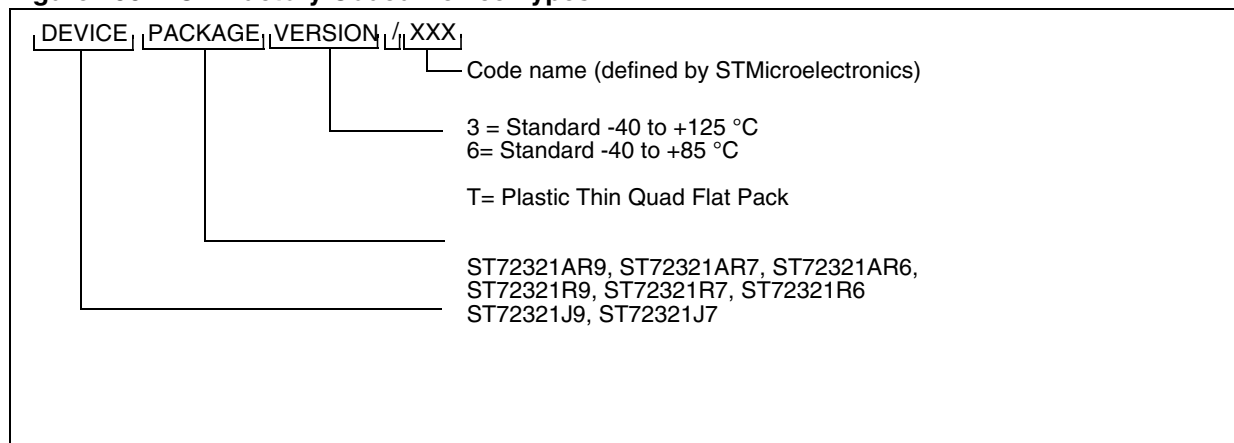 DEVICE PACKAGE VERSION / XXX
Code name (defined by STMicroelectronics)
3 = Standard -40 to +125 °C
6= Standard -40 to +85 °C
T= Plastic Thin Quad Flat Pack
ST72321AR9, ST72321AR7, ST72321AR6,
ST72321R9, ST72321R7, ST72321R6
ST72321J9, ST72321J7